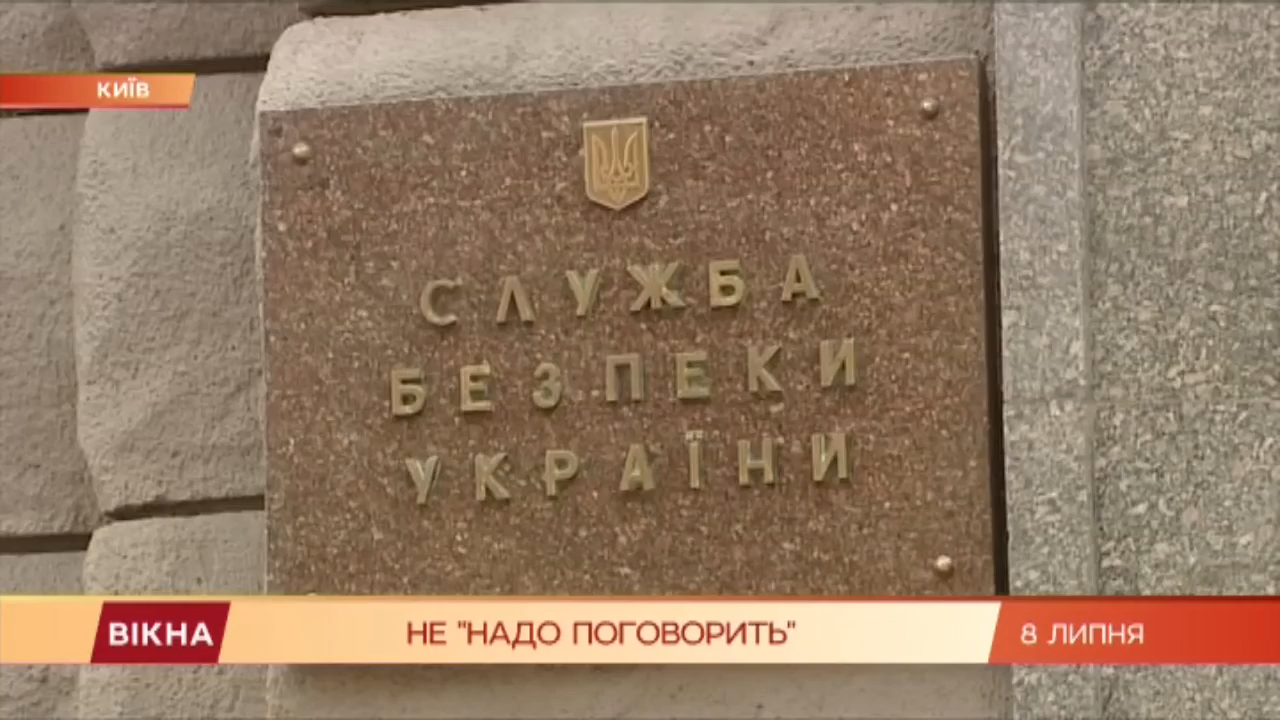 КИЇВ
СЛУЖБА
БЕЗПЕКИ
УКРАЇНИ
ВІКНА
НЕ "НАДО ПОГОВОРИТЬ"
8 ЛИПНЯ